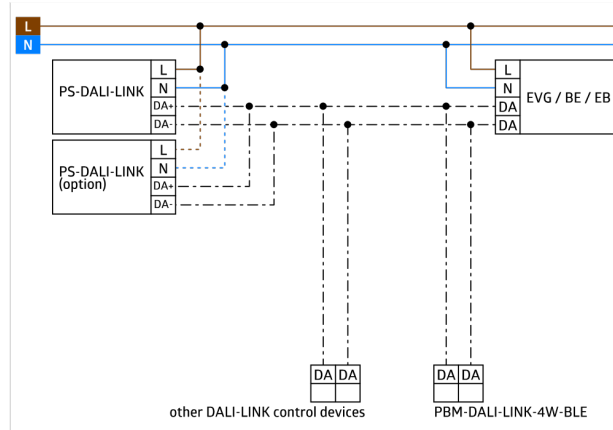 L
N
PS-DALI-LINK
L
N
DA+
DA-
EVG / BE / EB
L
N
DA
DA
PS-DALI-LINK
(option)
L
N
DA+
DA-
DA DA
DA DA
other DALI-LINK control devices
PBM-DALI-LINK-4W-BLE